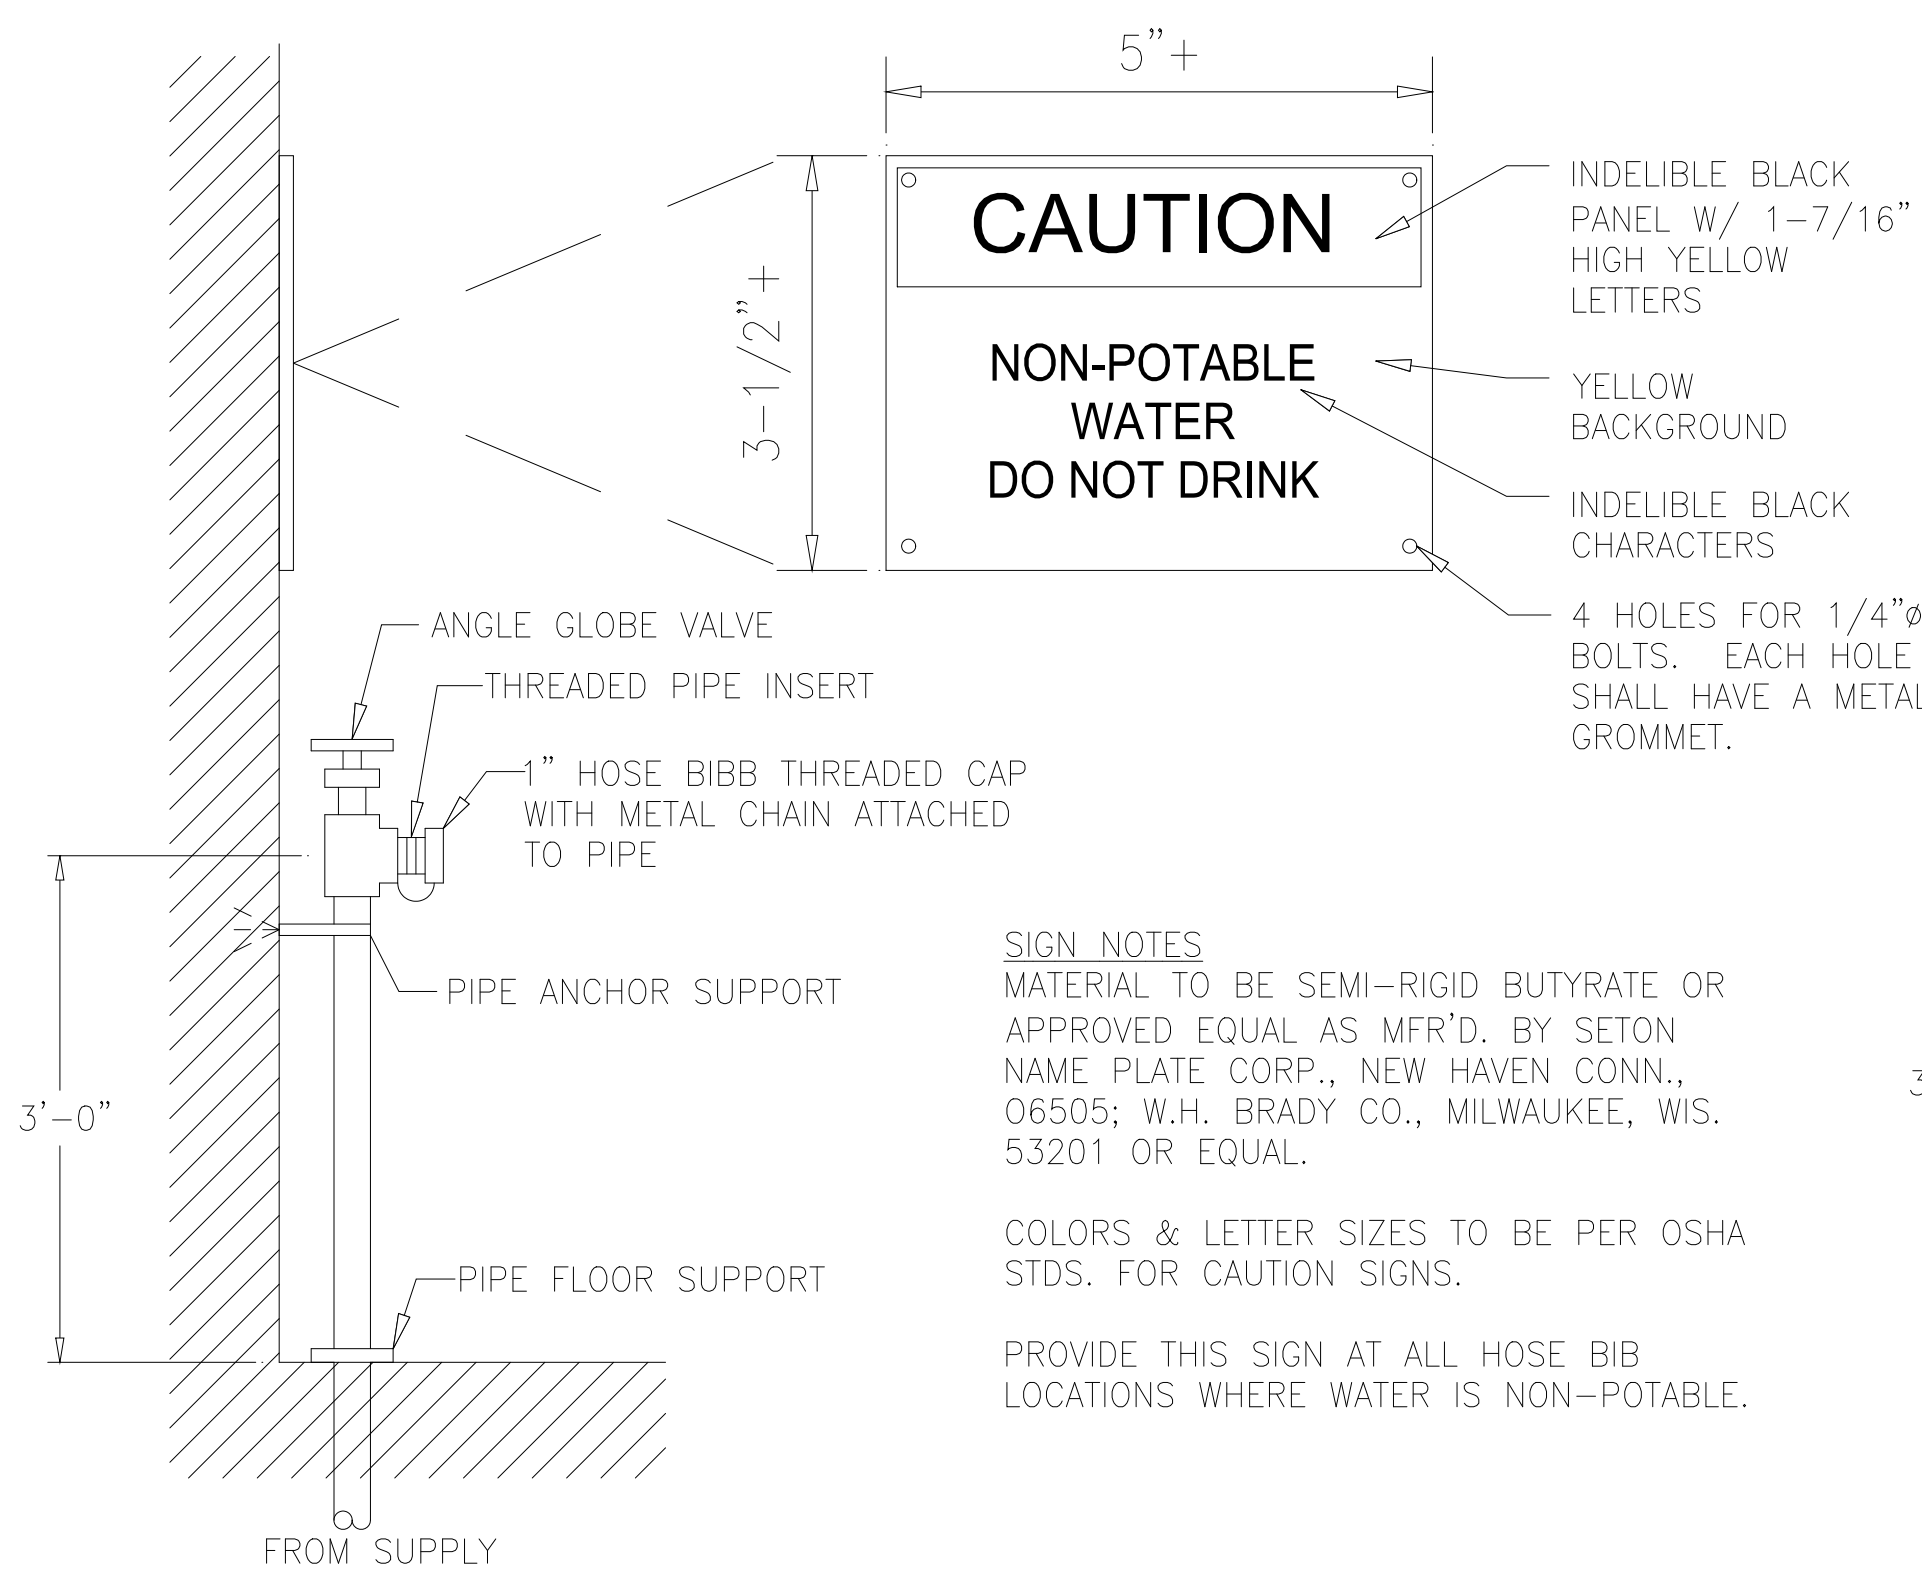 5"+
3-1/2"+
CAUTION
NON-POTABLE
WATER
DO NOT DRINK
INDELIBLE BLACK
PANEL W/ 1-7/16"
HIGH YELLOW
LETTERS
YELLOW
BACKGROUND
INDELIBLE BLACK
CHARACTERS
4 HOLES FOR 1/4"ø
BOLTS. EACH HOLE
SHALL HAVE A METAL
GROMMET.
ANGLE GLOBE VALVE
THREADED PIPE INSERT
1" HOSE BIBB THREADED CAP
WITH METAL CHAIN ATTACHED
TO PIPE
PIPE ANCHOR SUPPORT
3'-0"
PIPE FLOOR SUPPORT
FROM SUPPLY
SIGN NOTES
MATERIAL TO BE SEMI-RIGID BUTYRATE OR
APPROVED EQUAL AS MFR'D. BY SETON
NAME PLATE CORP., NEW HAVEN CONN.,
06505; W.H. BRADY CO., MILWAUKEE, WIS.
53201 OR EQUAL.
COLORS & LETTER SIZES TO BE PER OSHA
STDS. FOR CAUTION SIGNS.
PROVIDE THIS SIGN AT ALL HOSE BIB
LOCATIONS WHERE WATER IS NON-POTABLE.